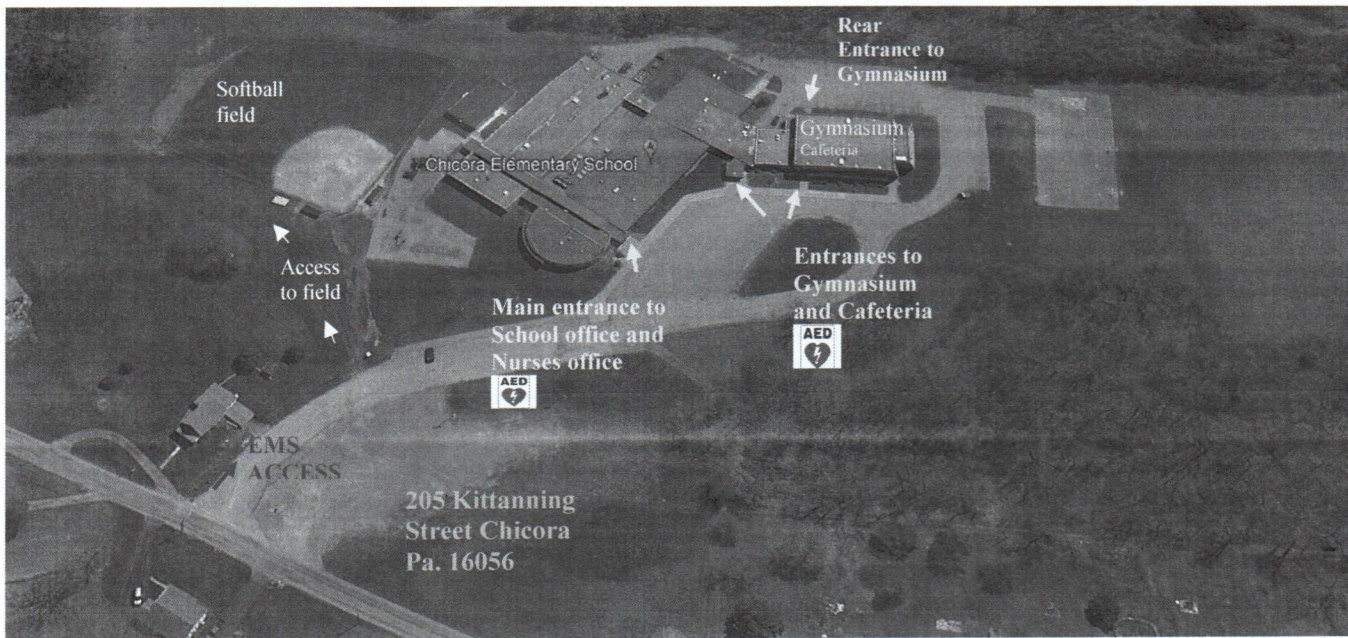 Rear
Entrance to
Gymnasium
Softball
field
Gymnasium
Cafeteria
Chicora Elementary School
Access
to field
Entrances to
Gymnasium
and Cafeteria
AED
Main entrance to
School office and
Nurses office
AED
EMS
ACCESS
205 Kittanning
Street Chicora
Pa. 16056